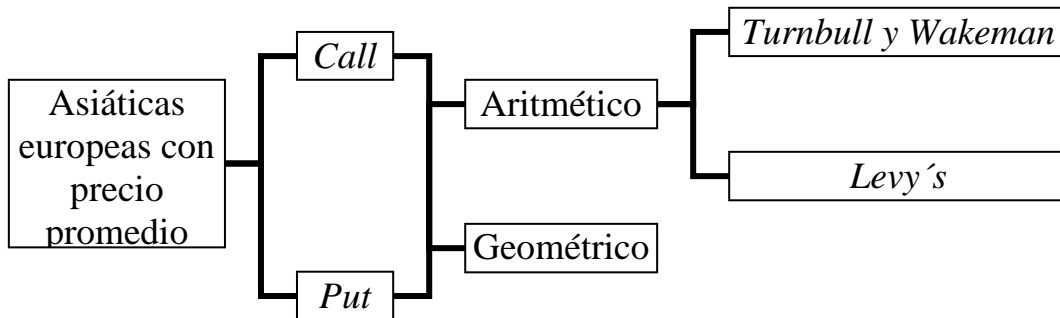 Asiáticas
europeas con
precio
promedio
Call
Put
Aritmético
Geométrico
Turnbull y Wakeman
Levy´s